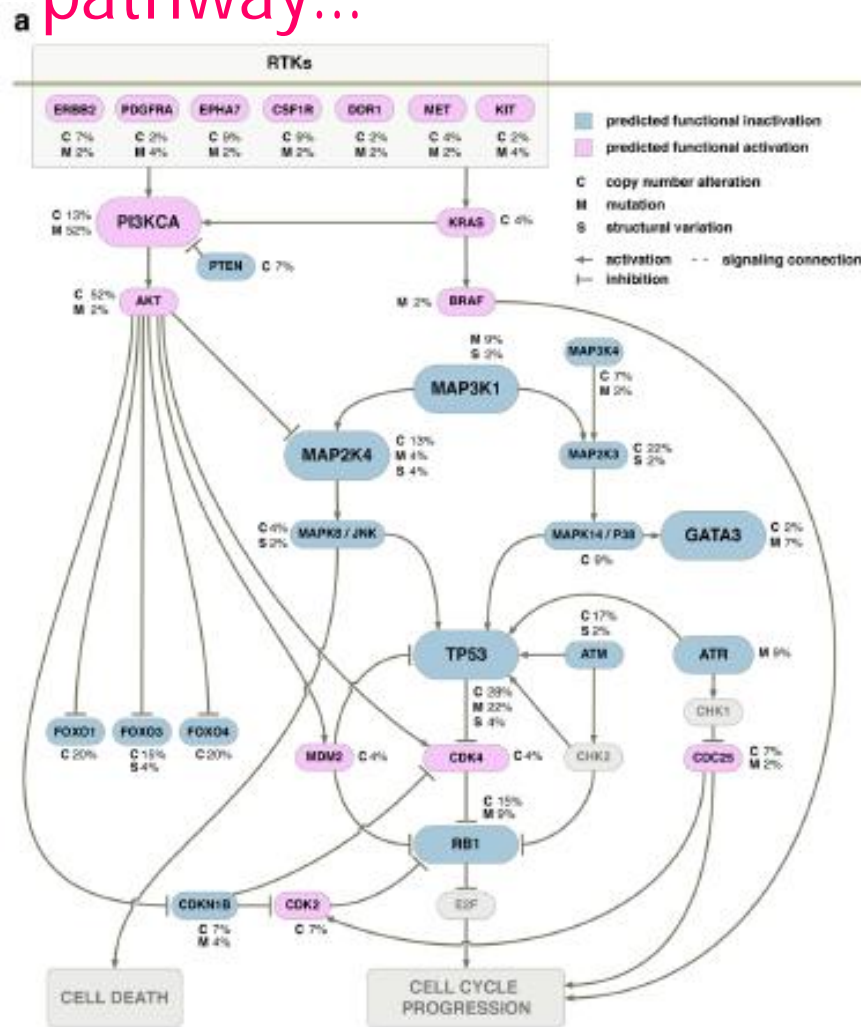 pathway...
a
RTKs
ERBB2 PDGFRA EPHA7 CSF1R DDR1 MET KIT
C 7% C 2% C 9% C 9% C 2% C 4% C 2%
M 2% M 4% M 2% M 2% M 2% M 2% M 4%
predicted functional inactivation
predicted functional activation
C copy number alteration
M mutation
S structural variation
activation signaling connection
inhibition
C 13%
M 52%
PI3KCA
KRAS C 4%
PTEN C 7%
C 52%
M 2%
AKT
M 2% BRAF
M 9%
S 2%
MAP3K1
MAP3K4
C 7%
M 2%
MAP2K4
C 13%
M 4%
S 4%
MAP2K3
C 22%
S 2%
C 4%
S 2%
MAPK8 / JNK
MAPK14 / P38
C 9%
GATA3
C 2%
M 7%
C 17%
S 2%
TP53
ATM
ATR M 9%
C 28%
M 22%
S 4%
CHK1
FOXO1 FOXO3 FOXO4
C 20% C 15% C 20%
S 4%
MDM2 C 4%
CDK4 C 4%
CHK2
CDC25
C 7%
M 2%
C 15%
M 9%
RB1
CDKN1B
C 7%
M 4%
CDK2
C 7%
E2F
CELL DEATH
CELL CYCLE
PROGRESSION